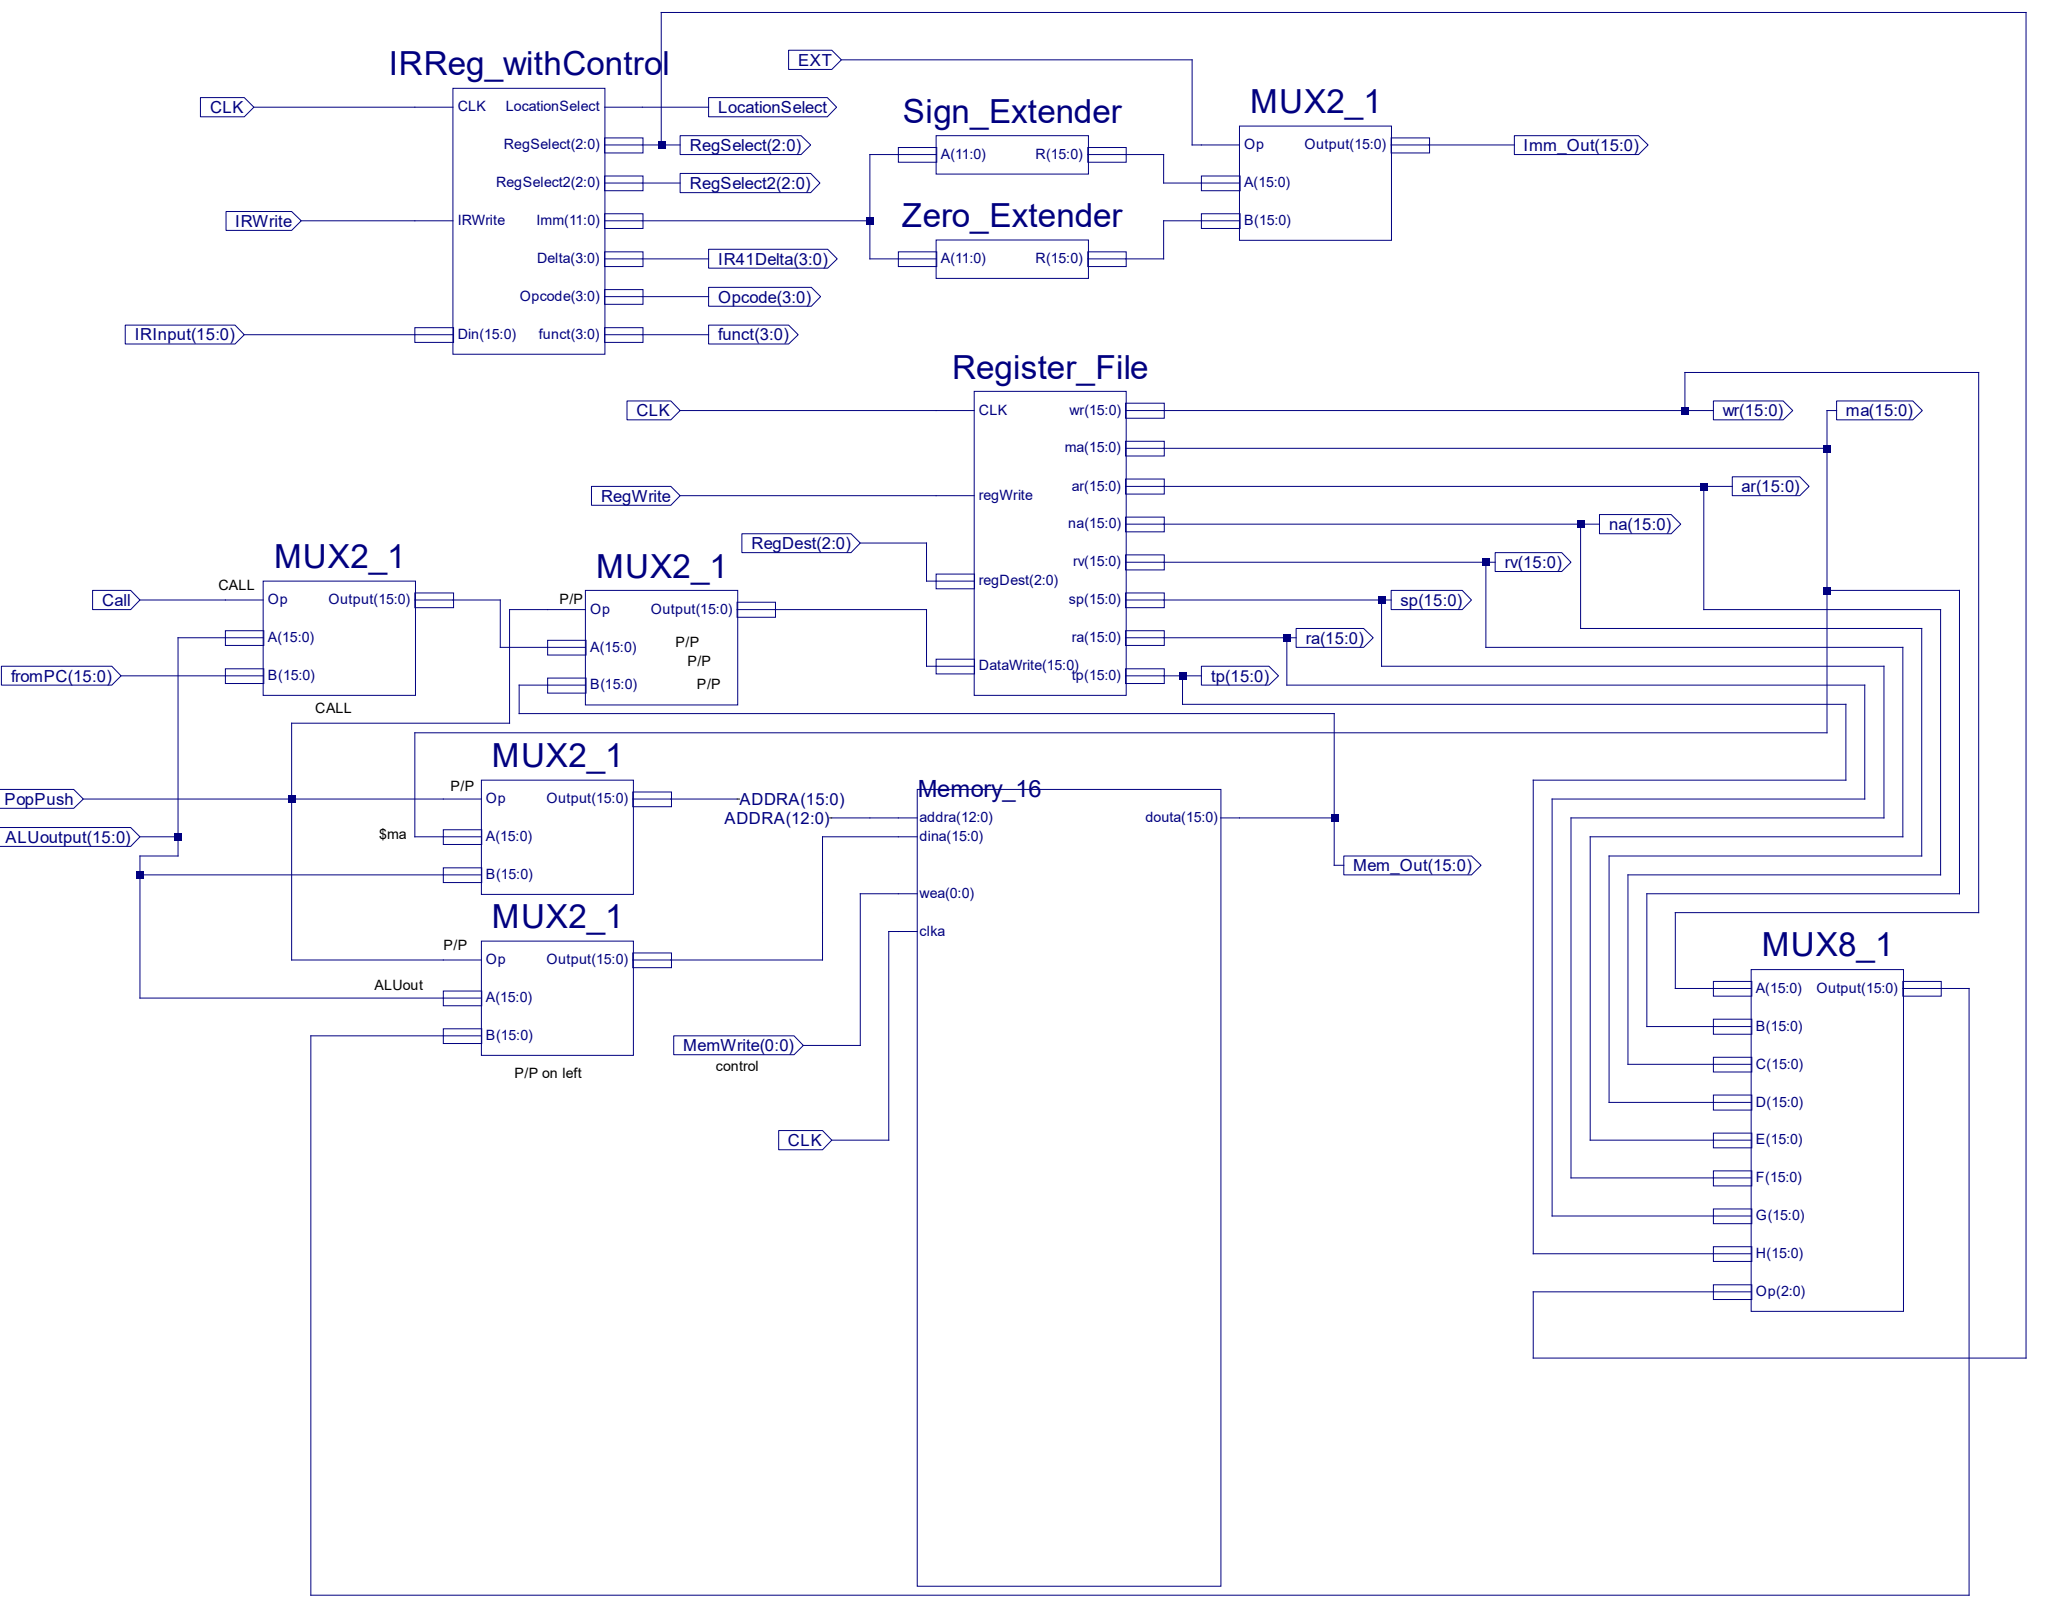 IRReg_withControl
CLK
CLK
LocationSelect
LocationSelect
RegSelect(2:0)
RegSelect(2:0)
RegSelect2(2:0)
RegSelect2(2:0)
IRWrite
IRWrite
Imm(11:0)
Delta(3:0)
IR41Delta(3:0)
Opcode(3:0)
Opcode(3:0)
IRInput(15:0)
Din(15:0)
funct(3:0)
funct(3:0)
EXT
Sign_Extender
A(11:0)
R(15:0)
Zero_Extender
A(11:0)
R(15:0)
MUX2_1
Op
Output(15:0)
A(15:0)
B(15:0)
Imm_Out(15:0)
Register_File
CLK
CLK
wr(15:0)
wr(15:0)
ma(15:0)
ma(15:0)
ar(15:0)
ar(15:0)
RegWrite
regWrite
na(15:0)
na(15:0)
RegDest(2:0)
rv(15:0)
rv(15:0)
regDest(2:0)
sp(15:0)
sp(15:0)
ra(15:0)
ra(15:0)
DataWrite(15:0)
tp(15:0)
tp(15:0)
MUX2_1
CALL
Call
Op
Output(15:0)
A(15:0)
fromPC(15:0)
B(15:0)
CALL
MUX2_1
P/P
Op
Output(15:0)
A(15:0)
P/P
P/P
B(15:0)
P/P
MUX2_1
P/P
PopPush
Op
Output(15:0)
ADDRA(15:0)
ADDRA(12:0)
ALUoutput(15:0)
$ma
A(15:0)
B(15:0)
MUX2_1
P/P
Op
Output(15:0)
ALUout
A(15:0)
B(15:0)
P/P on left
Memory_16
addra(12:0)
douta(15:0)
dina(15:0)
Mem_Out(15:0)
wea(0:0)
clka
MemWrite(0:0)
control
CLK
MUX8_1
A(15:0)
Output(15:0)
B(15:0)
C(15:0)
D(15:0)
E(15:0)
F(15:0)
G(15:0)
H(15:0)
Op(2:0)